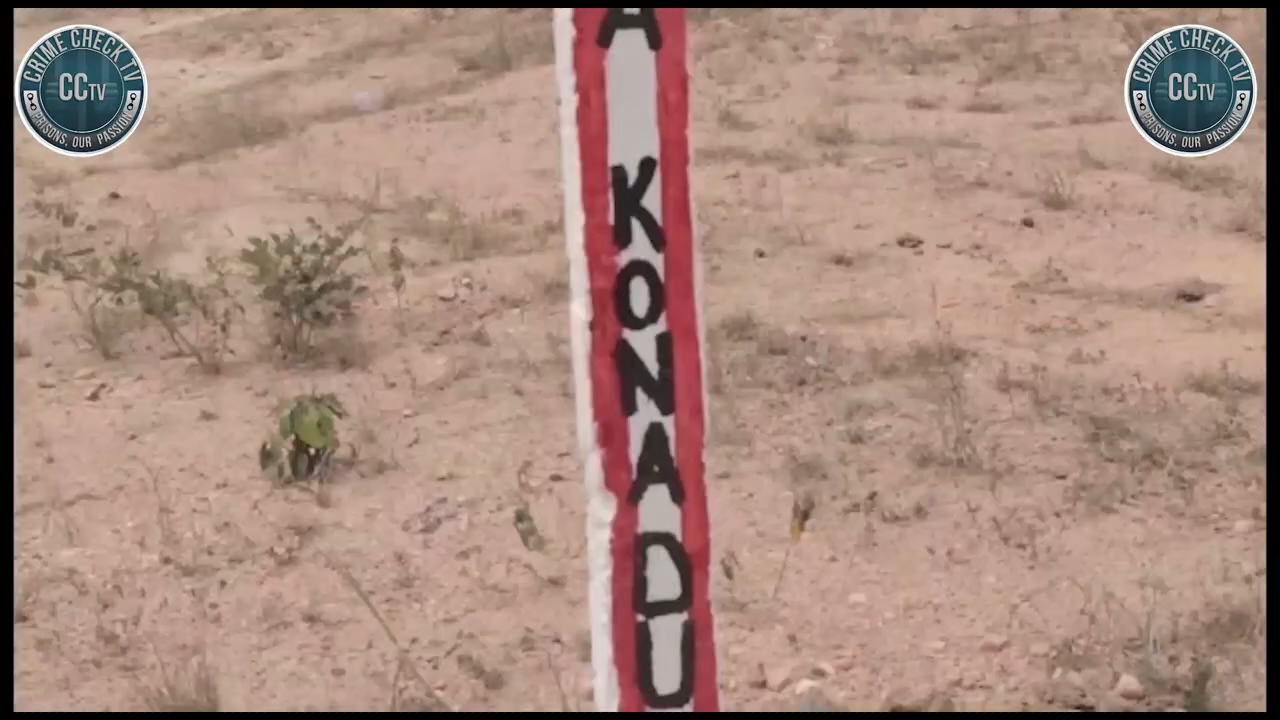 CRIME CHECK TV
CCTV
PRISONS, OUR PASSION
A
KONADU
CRIME CHECK TV
CCTV
PRISONS, OUR PASSION